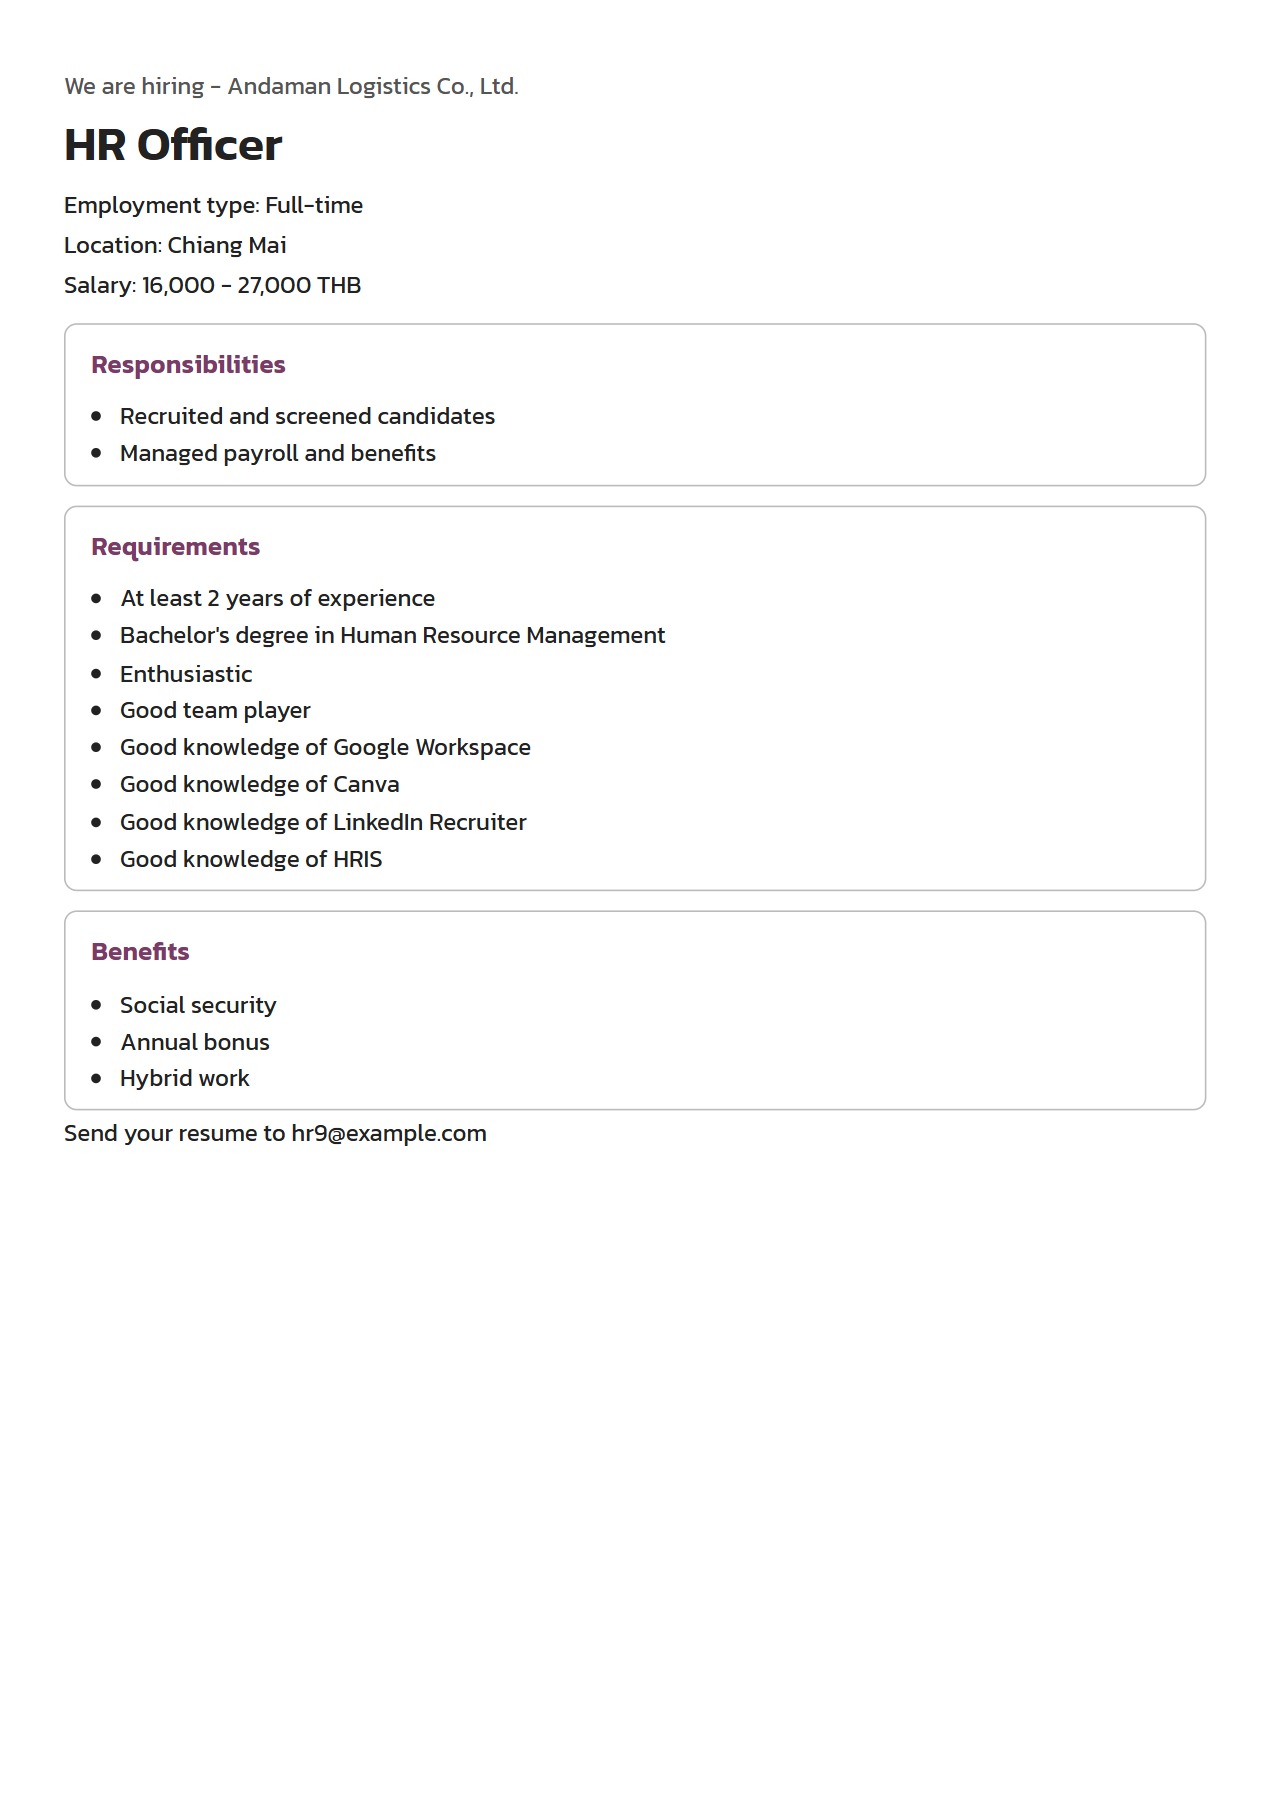 We are hiring - Andaman Logistics Co., Ltd.
HR Officer
Employment type: Full-time
Location: Chiang Mai
Salary: 16,000 - 27,000 THB
Responsibilities
• Recruited and screened candidates
• Managed payroll and benefits
Requirements
• At least 2 years of experience
• Bachelor's degree in Human Resource Management
• Enthusiastic
• Good team player
• Good knowledge of Google Workspace
• Good knowledge of Canva
• Good knowledge of LinkedIn Recruiter
• Good knowledge of HRIS
Benefits
• Social security
• Annual bonus
• Hybrid work
Send your resume to hr9@example.com